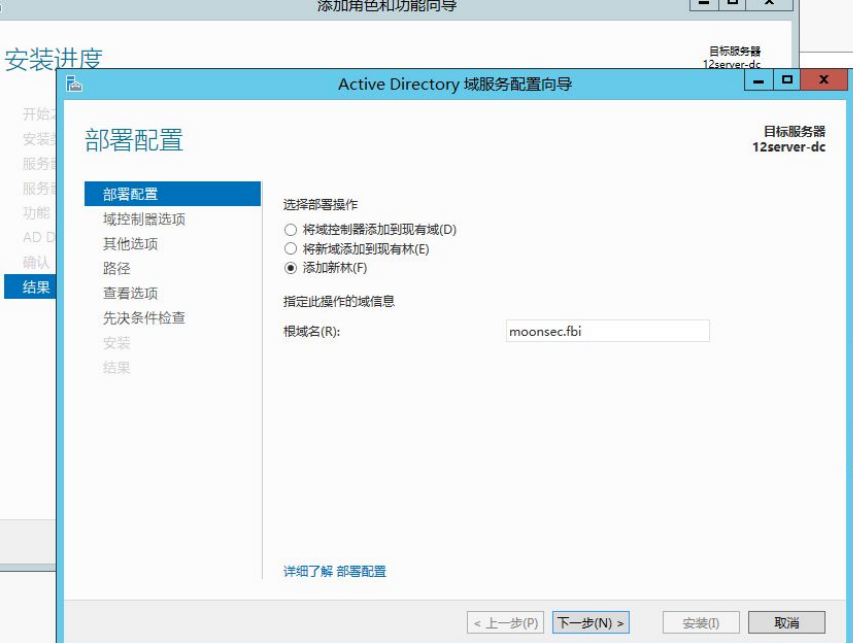 添加角色和功能向导
安装进度
目标服务器
12server-dc
Active Directory 域服务配置向导
部署配置
目标服务器
12server-dc
开始
安装
服务
服务
功能
AD D
确认
结果
部署配置
域控制器选项
其他选项
路径
查看选项
先决条件检查
安装
结果
选择部署操作
将域控制器添加到现有域(D)
将新域添加到现有林(E)
添加新林(F)
指定此操作的域信息
根域名(R):
moonsec.fbi
详细了解 部署配置
< 上一步(P)
下一步(N) >
安装(I)
取消